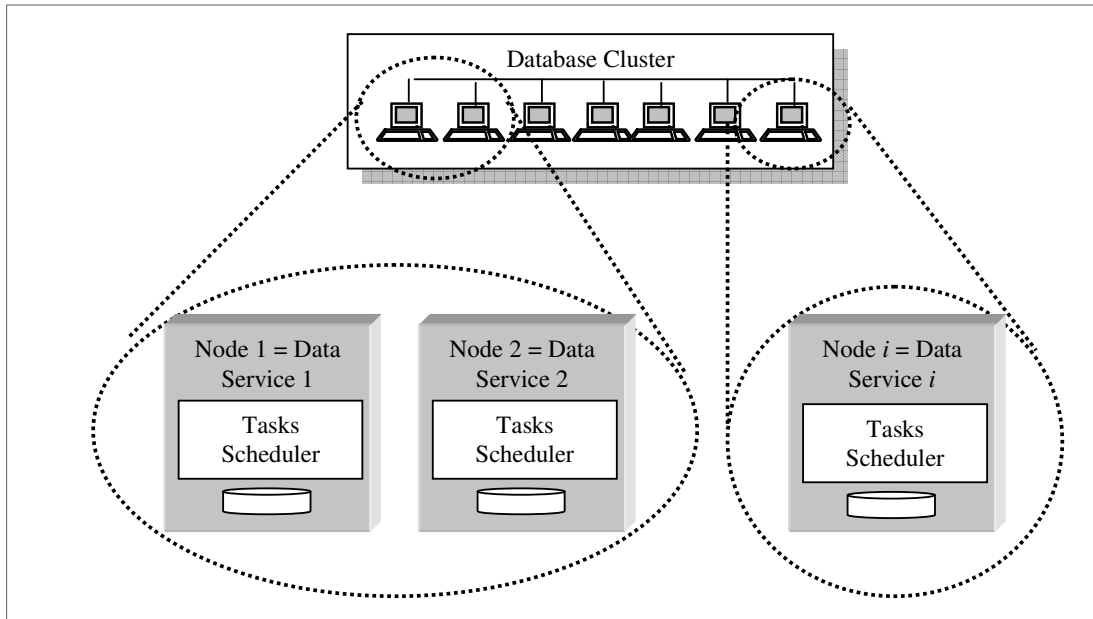 Database Cluster
Node 1 = Data
Service 1
Tasks
Scheduler
Node 2 = Data
Service 2
Tasks
Scheduler
Node i = Data
Service i
Tasks
Scheduler